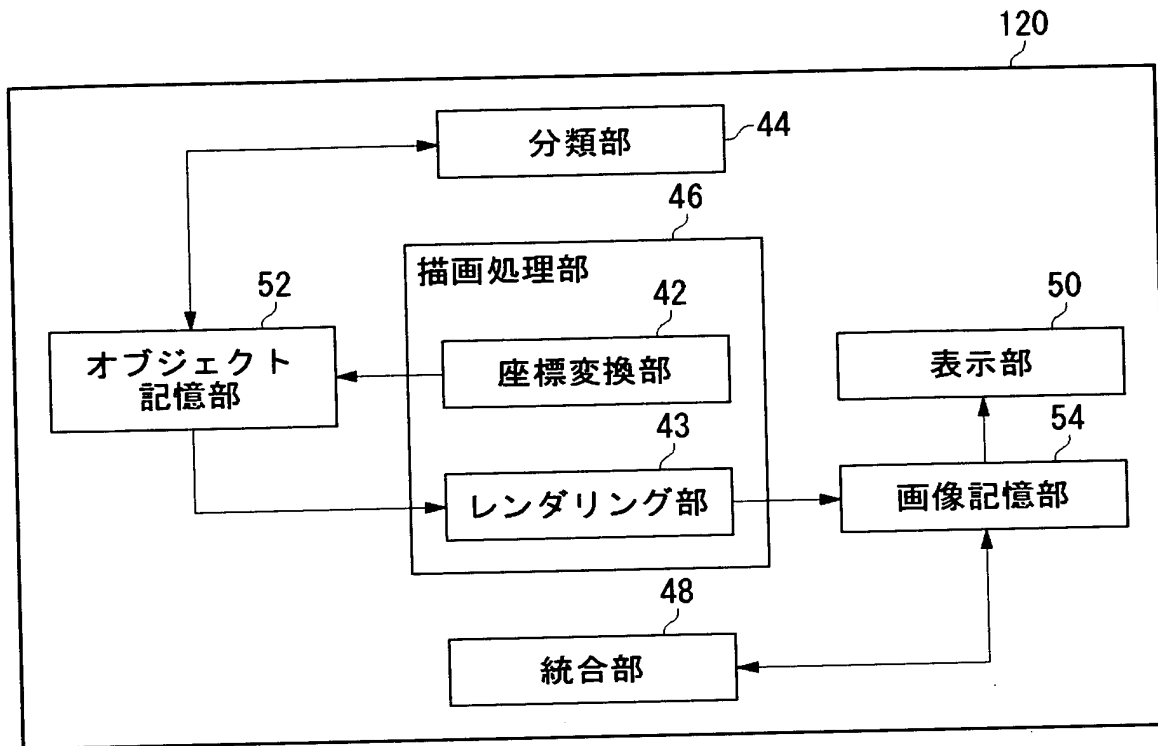 120
分類部
44
46
描画処理部
52
オブジェクト
記憶部
42
座標変換部
50
表示部
43
レンダリング部
54
画像記憶部
48
統合部